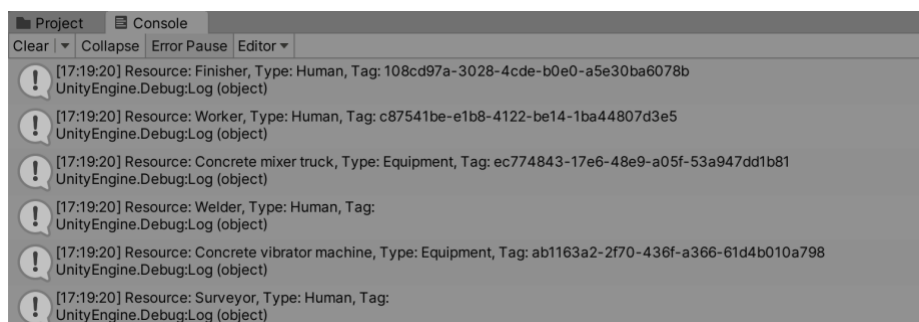 Project Console
Clear Collapse Error Pause Editor
[17:19:20] Resource: Finisher, Type: Human, Tag: 108cd97a-3028-4cde-b0e0-a5e30ba6078b
UnityEngine.Debug:Log (object)
[17:19:20] Resource: Worker, Type: Human, Tag: c87541be-e1b8-4122-be14-1ba44807d3e5
UnityEngine.Debug:Log (object)
[17:19:20] Resource: Concrete mixer truck, Type: Equipment, Tag: ec774843-17e6-48e9-a05f-53a947dd1b81
UnityEngine.Debug:Log (object)
[17:19:20] Resource: Welder, Type: Human, Tag:
UnityEngine.Debug:Log (object)
[17:19:20] Resource: Concrete vibrator machine, Type: Equipment, Tag: ab1163a2-2f70-436f-a366-61d4b010a798
UnityEngine.Debug:Log (object)
[17:19:20] Resource: Surveyor, Type: Human, Tag:
UnityEngine.Debug:Log (object)